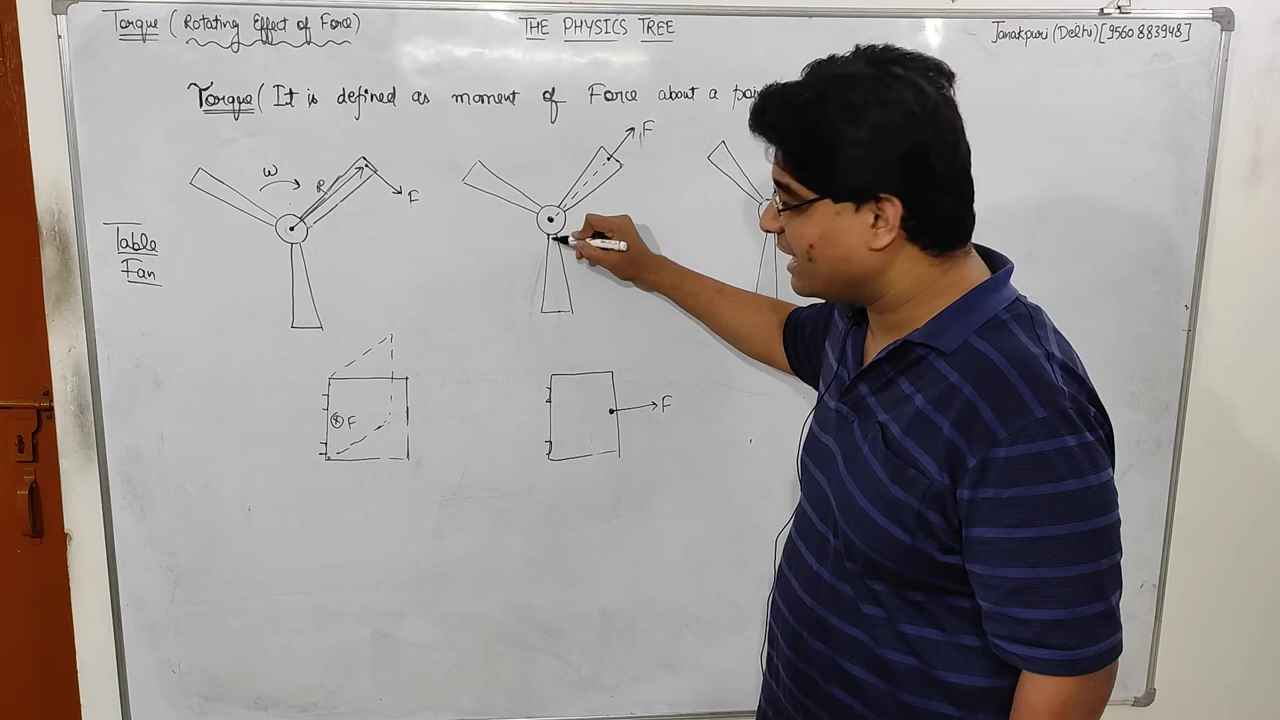 Torque (Rotating Effect of Force)
THE PHYSICS TREE
Janakpuri (Delhi) [9560 883948]
Torque ( It is defined as moment of Force about a
ω
R
F
F
Table
Fan
F
F